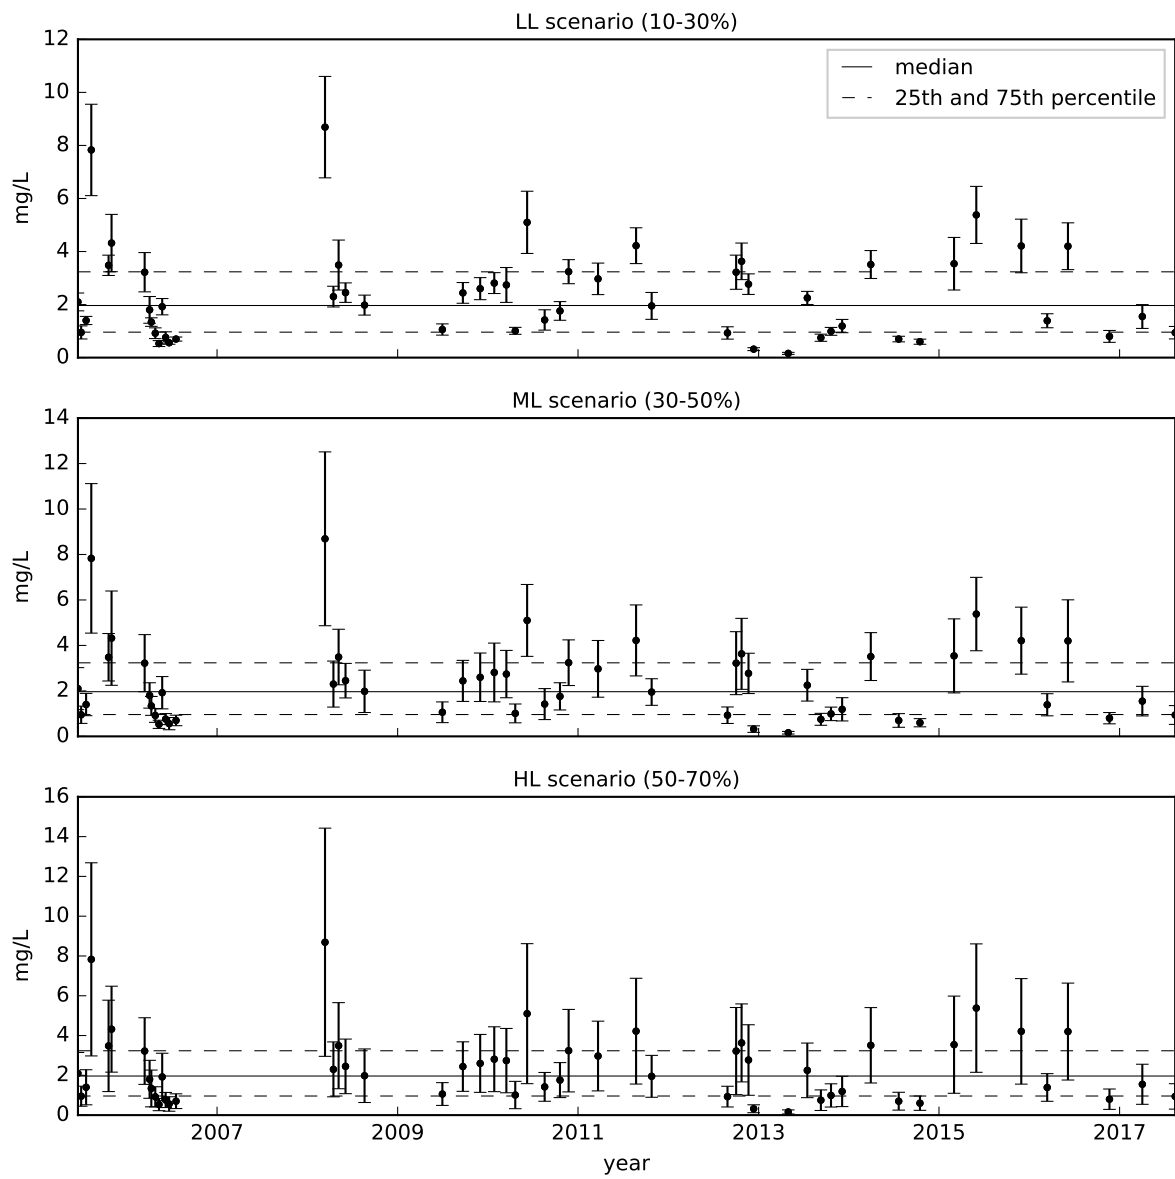 LL scenario (10-30%)
12
10
8
6
4
2
0
mg/L
median
25th and 75th percentile
ML scenario (30-50%)
14
12
10
8
6
4
2
0
mg/L
HL scenario (50-70%)
16
14
12
10
8
6
4
2
0
mg/L
2007 2009 2011 2013 2015 2017
year